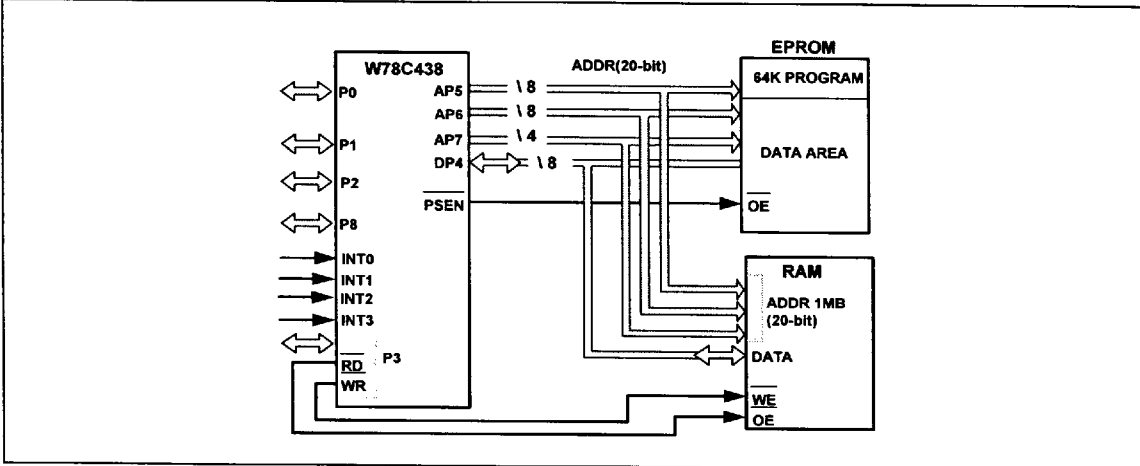 W78C438
P0
P1
P2
P8
INT0
INT1
INT2
INT3
RD
WR
P3
AP5
AP6
AP7
DP4
PSEN
\ 8
\ 8
\ 4
\ 8
ADDR(20-bit)
EPROM
64K PROGRAM
DATA AREA
OE
RAM
ADDR 1MB
(20-bit)
DATA
WE
OE